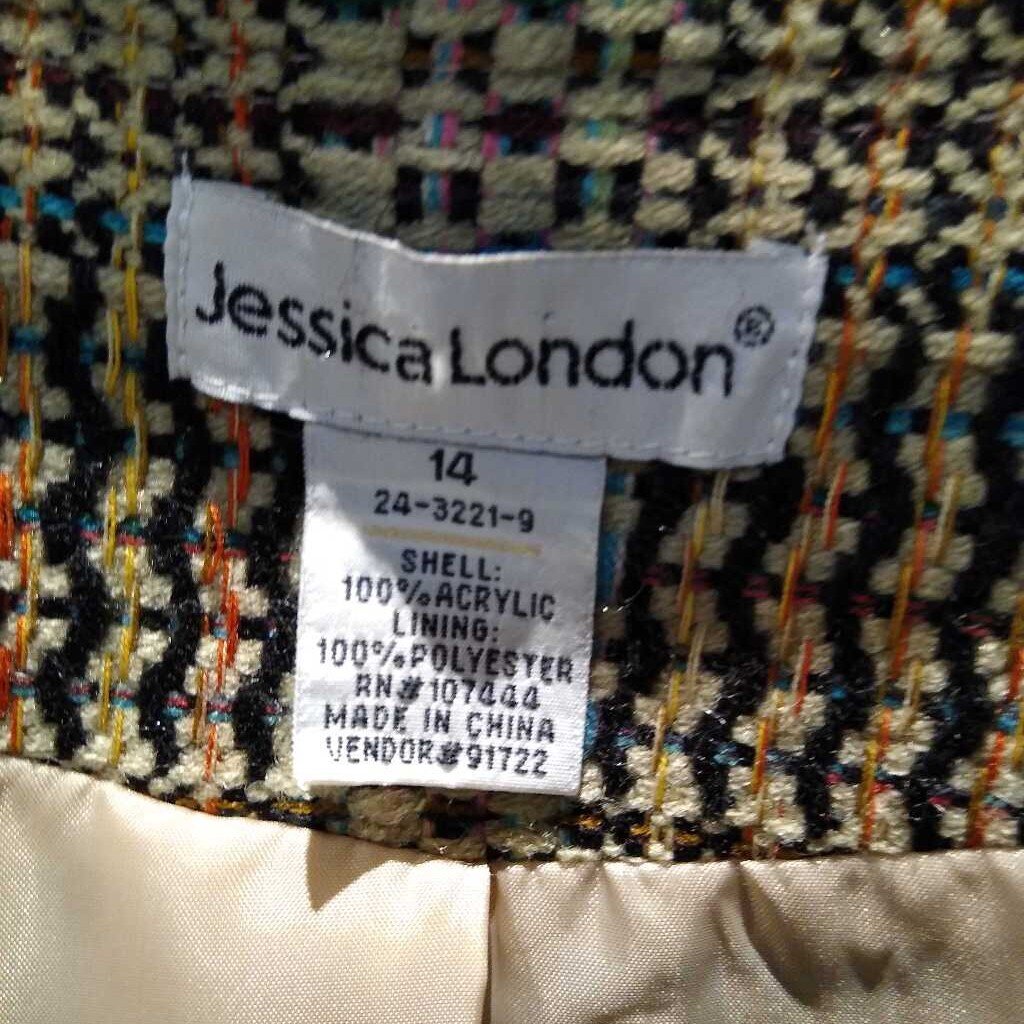 Jessica London®
14
24-3221-9
SHELL:
100% ACRYLIC
LINING:
100% POLYESTER
RN#107444
MADE IN CHINA
VENDOR#91722